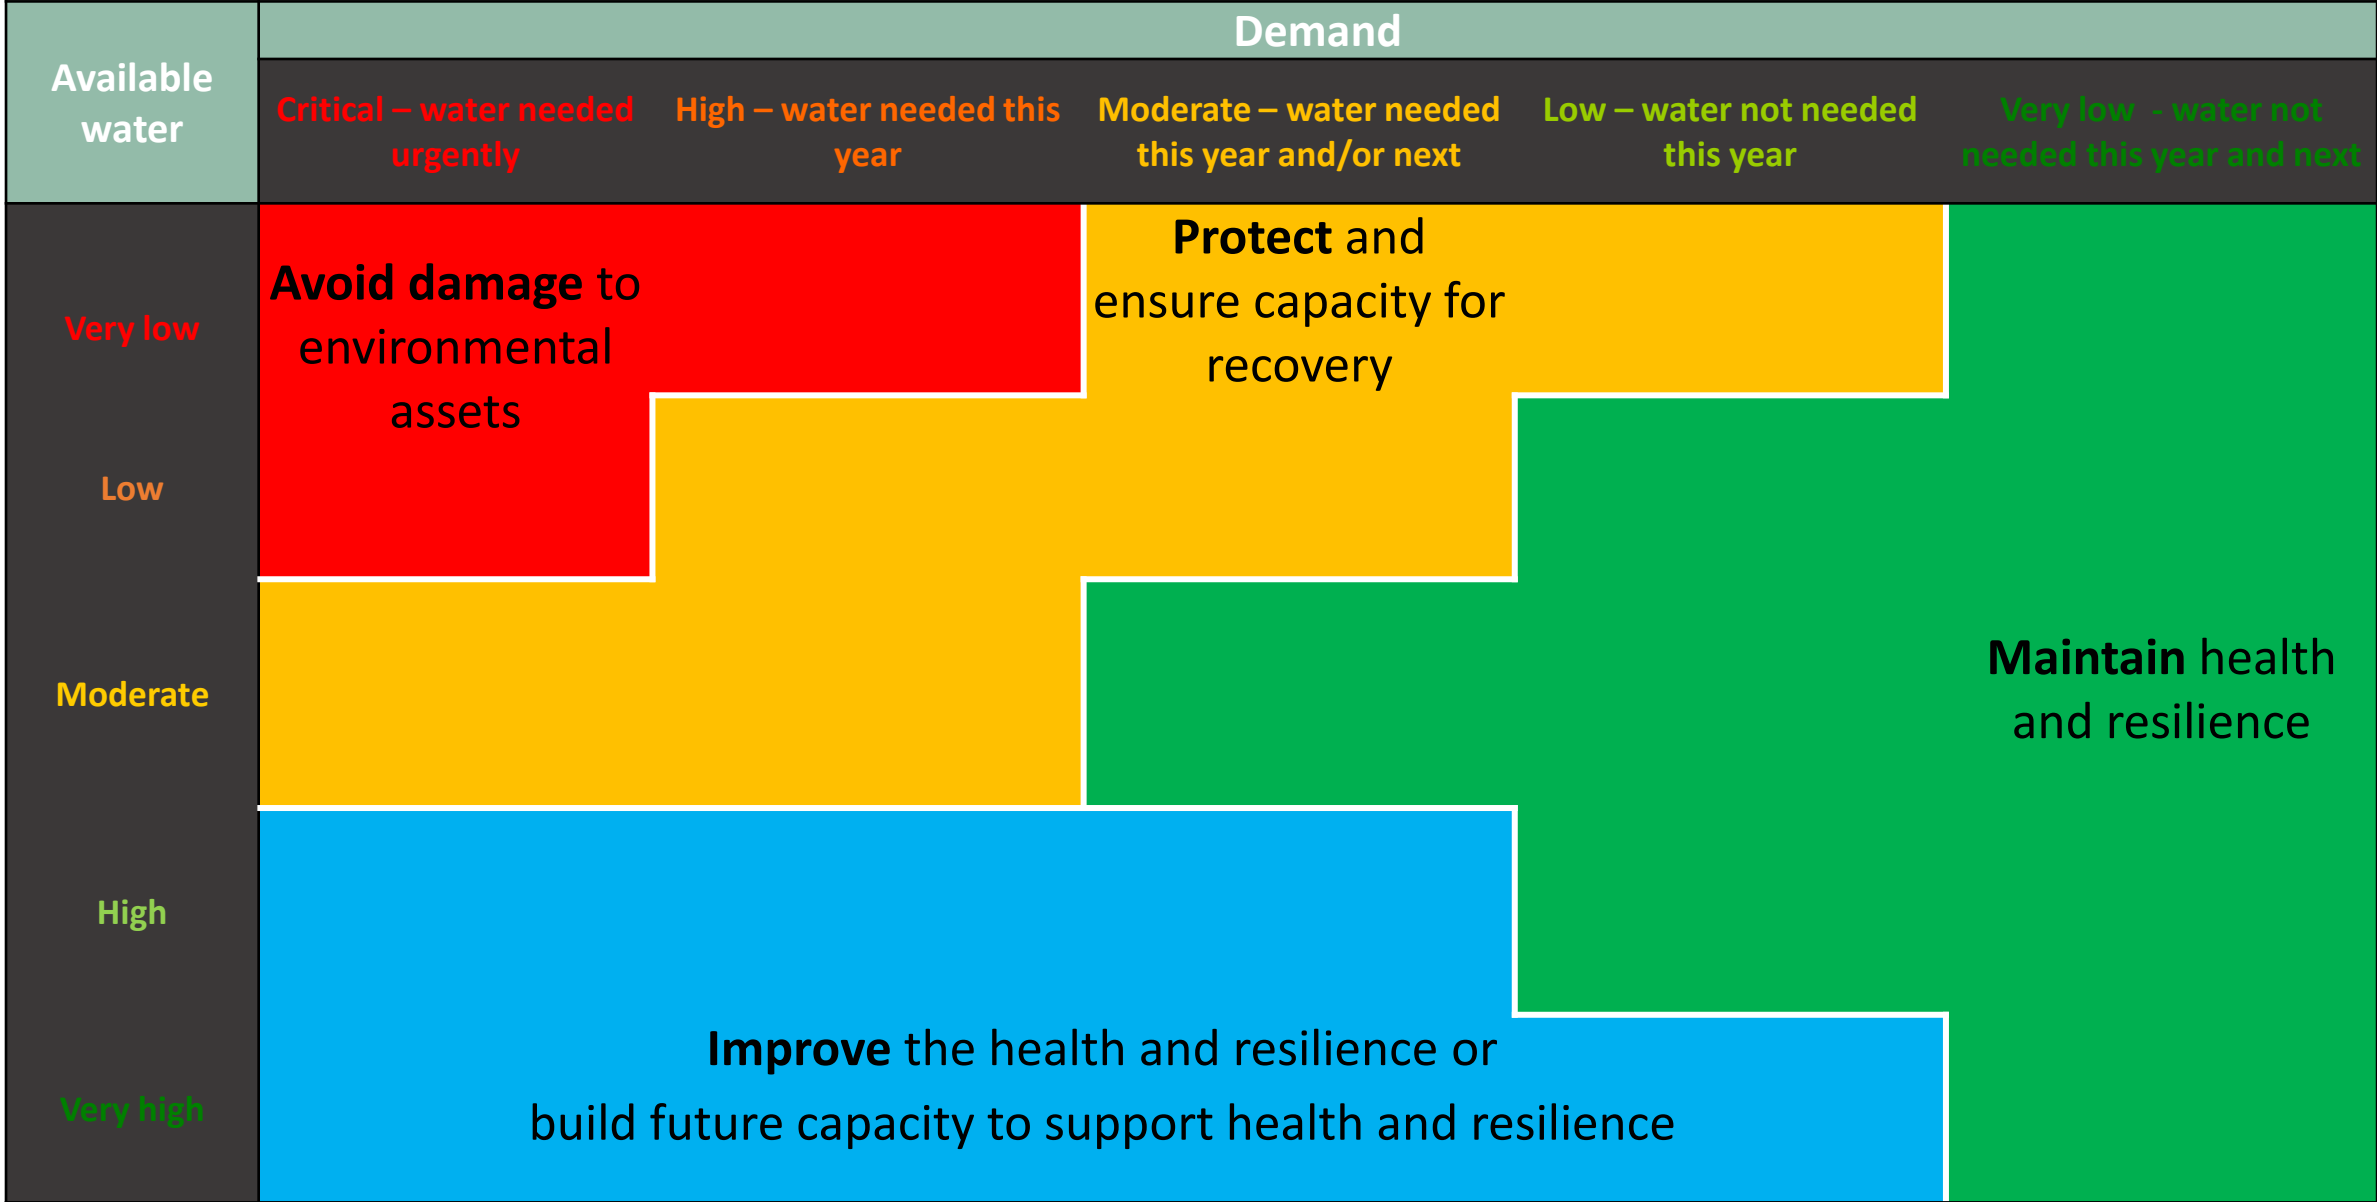 Available
water
Demand
Critical – water needed
urgently
High – water needed this
year
Moderate – water needed
this year and/or next
Low – water not needed
this year
Very low  - water not
needed this year and next
Very low
Avoid damage to
environmental
assets
Protect and
ensure capacity for
recovery
Low
Moderate
Maintain health
and resilience
High
Very high
Improve the health and resilience or
build future capacity to support health and resilience